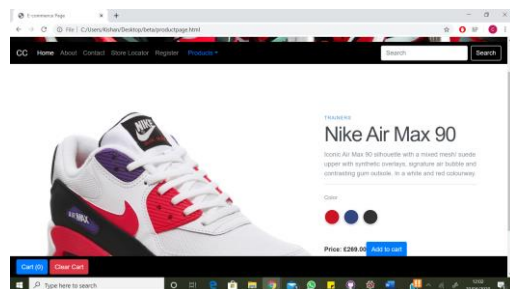 E-commerce Page
File | C:/Users/Kishan/Desktop/beta/productpage.html
CC Home About Contact Store Locator Register Products Search Search
TRAINERS
Nike Air Max 90
Iconic Air Max 90 silhouette with a mixed mesh/ suede
upper with synthetic overlays, signature air bubble and
contrasting gum outsole. in a white and red colourway
Color
NIKE
AIR MAX
Price: £269.00 Add to cart
Cart (0) Clear Cart
Type here to search